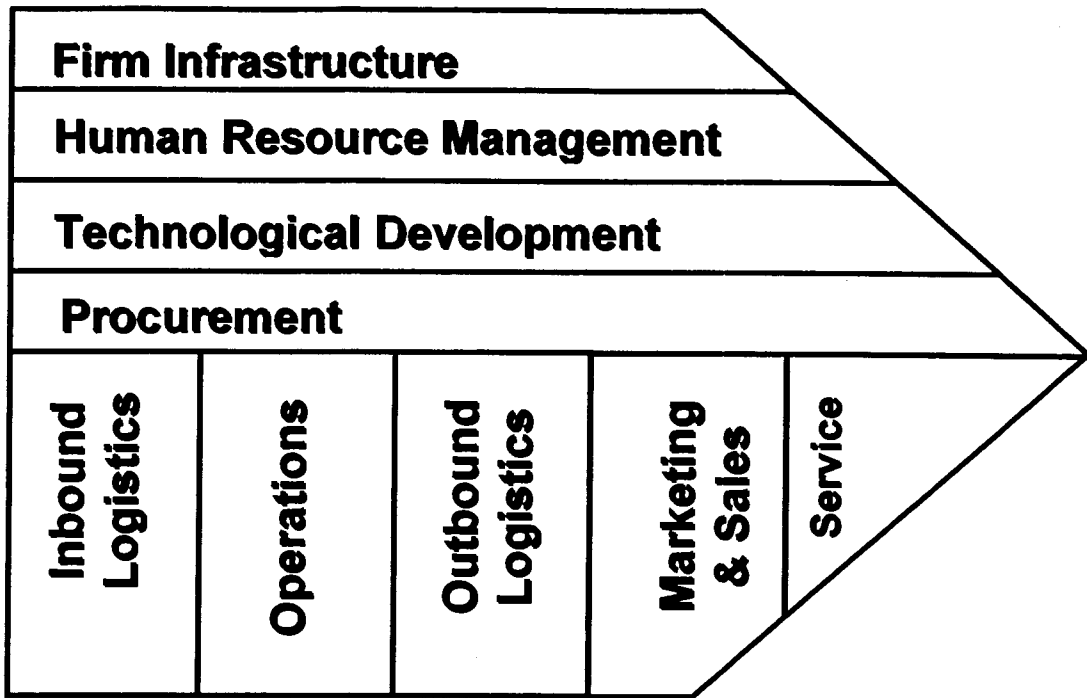 Firm Infrastructure
Human Resource Management
Technological Development
Procurement
Inbound
Logistics
Operations
Outbound
Logistics
Marketing
& Sales
Service